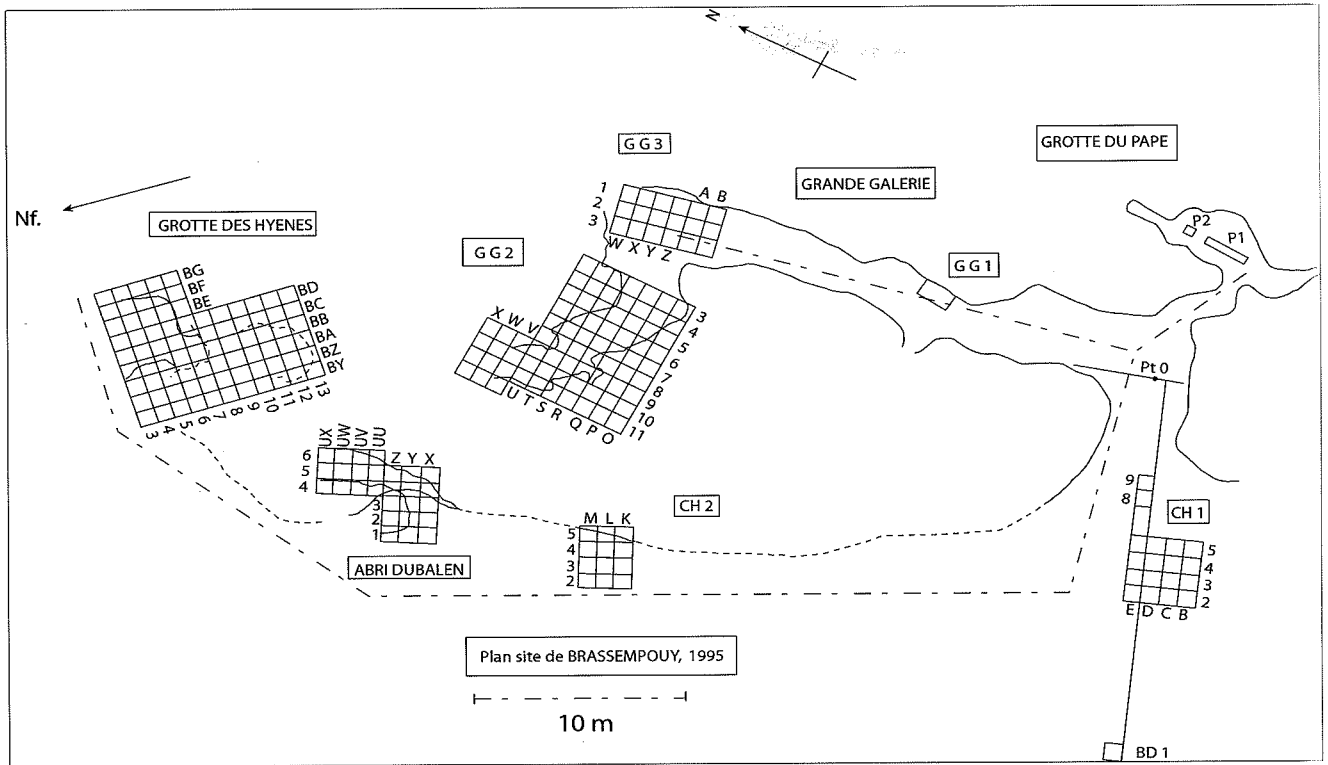 N
GROTTE DU PAPE
G G 3
GRANDE GALERIE
A B
1
2
3
W X Y Z
Nf.
GROTTE DES HYENES
G G 2
P2
P1
G G 1
BG
BF
BE
BD
BC
BB
BA
BZ
BY
3 4 5 6 7 8 9 10 11 12 13
X W V
3
4
5
6
7
8
9
10
11
U T S R Q P O
Pt 0
UX UW UV UU
Z Y X
6
5
4
3
2
1
ABRI DUBALEN
CH 2
M L K
5
4
3
2
9
8
CH 1
5
4
3
2
E D C B
Plan site de BRASSEMPOUY, 1995
10 m
BD 1